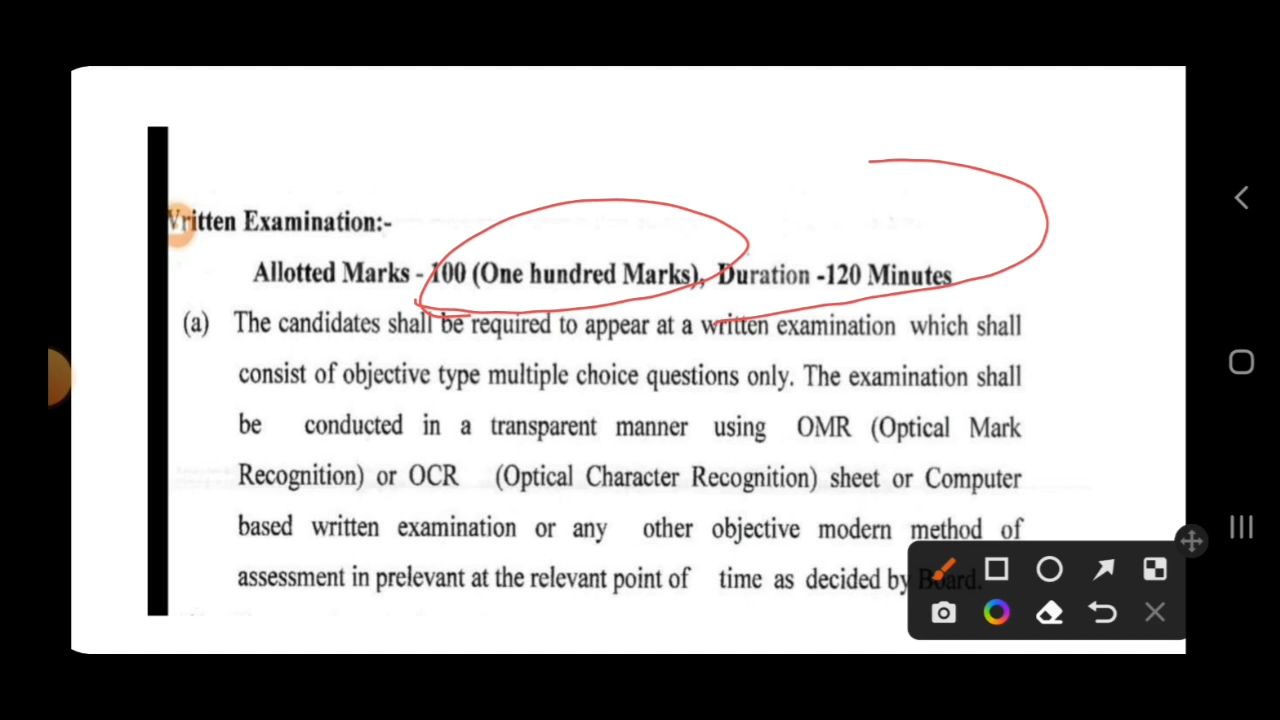 Written Examination:-
Allotted Marks - 100 (One hundred Marks), Duration -120 Minutes
(a) The candidates shall be required to appear at a written examination which shall
consist of objective type multiple choice questions only. The examination shall
be conducted in a transparent manner using OMR (Optical Mark
Recognition) or OCR (Optical Character Recognition) sheet or Computer
based written examination or any other objective modern method of
assessment in prelevant at the relevant point of time as decided by Board.